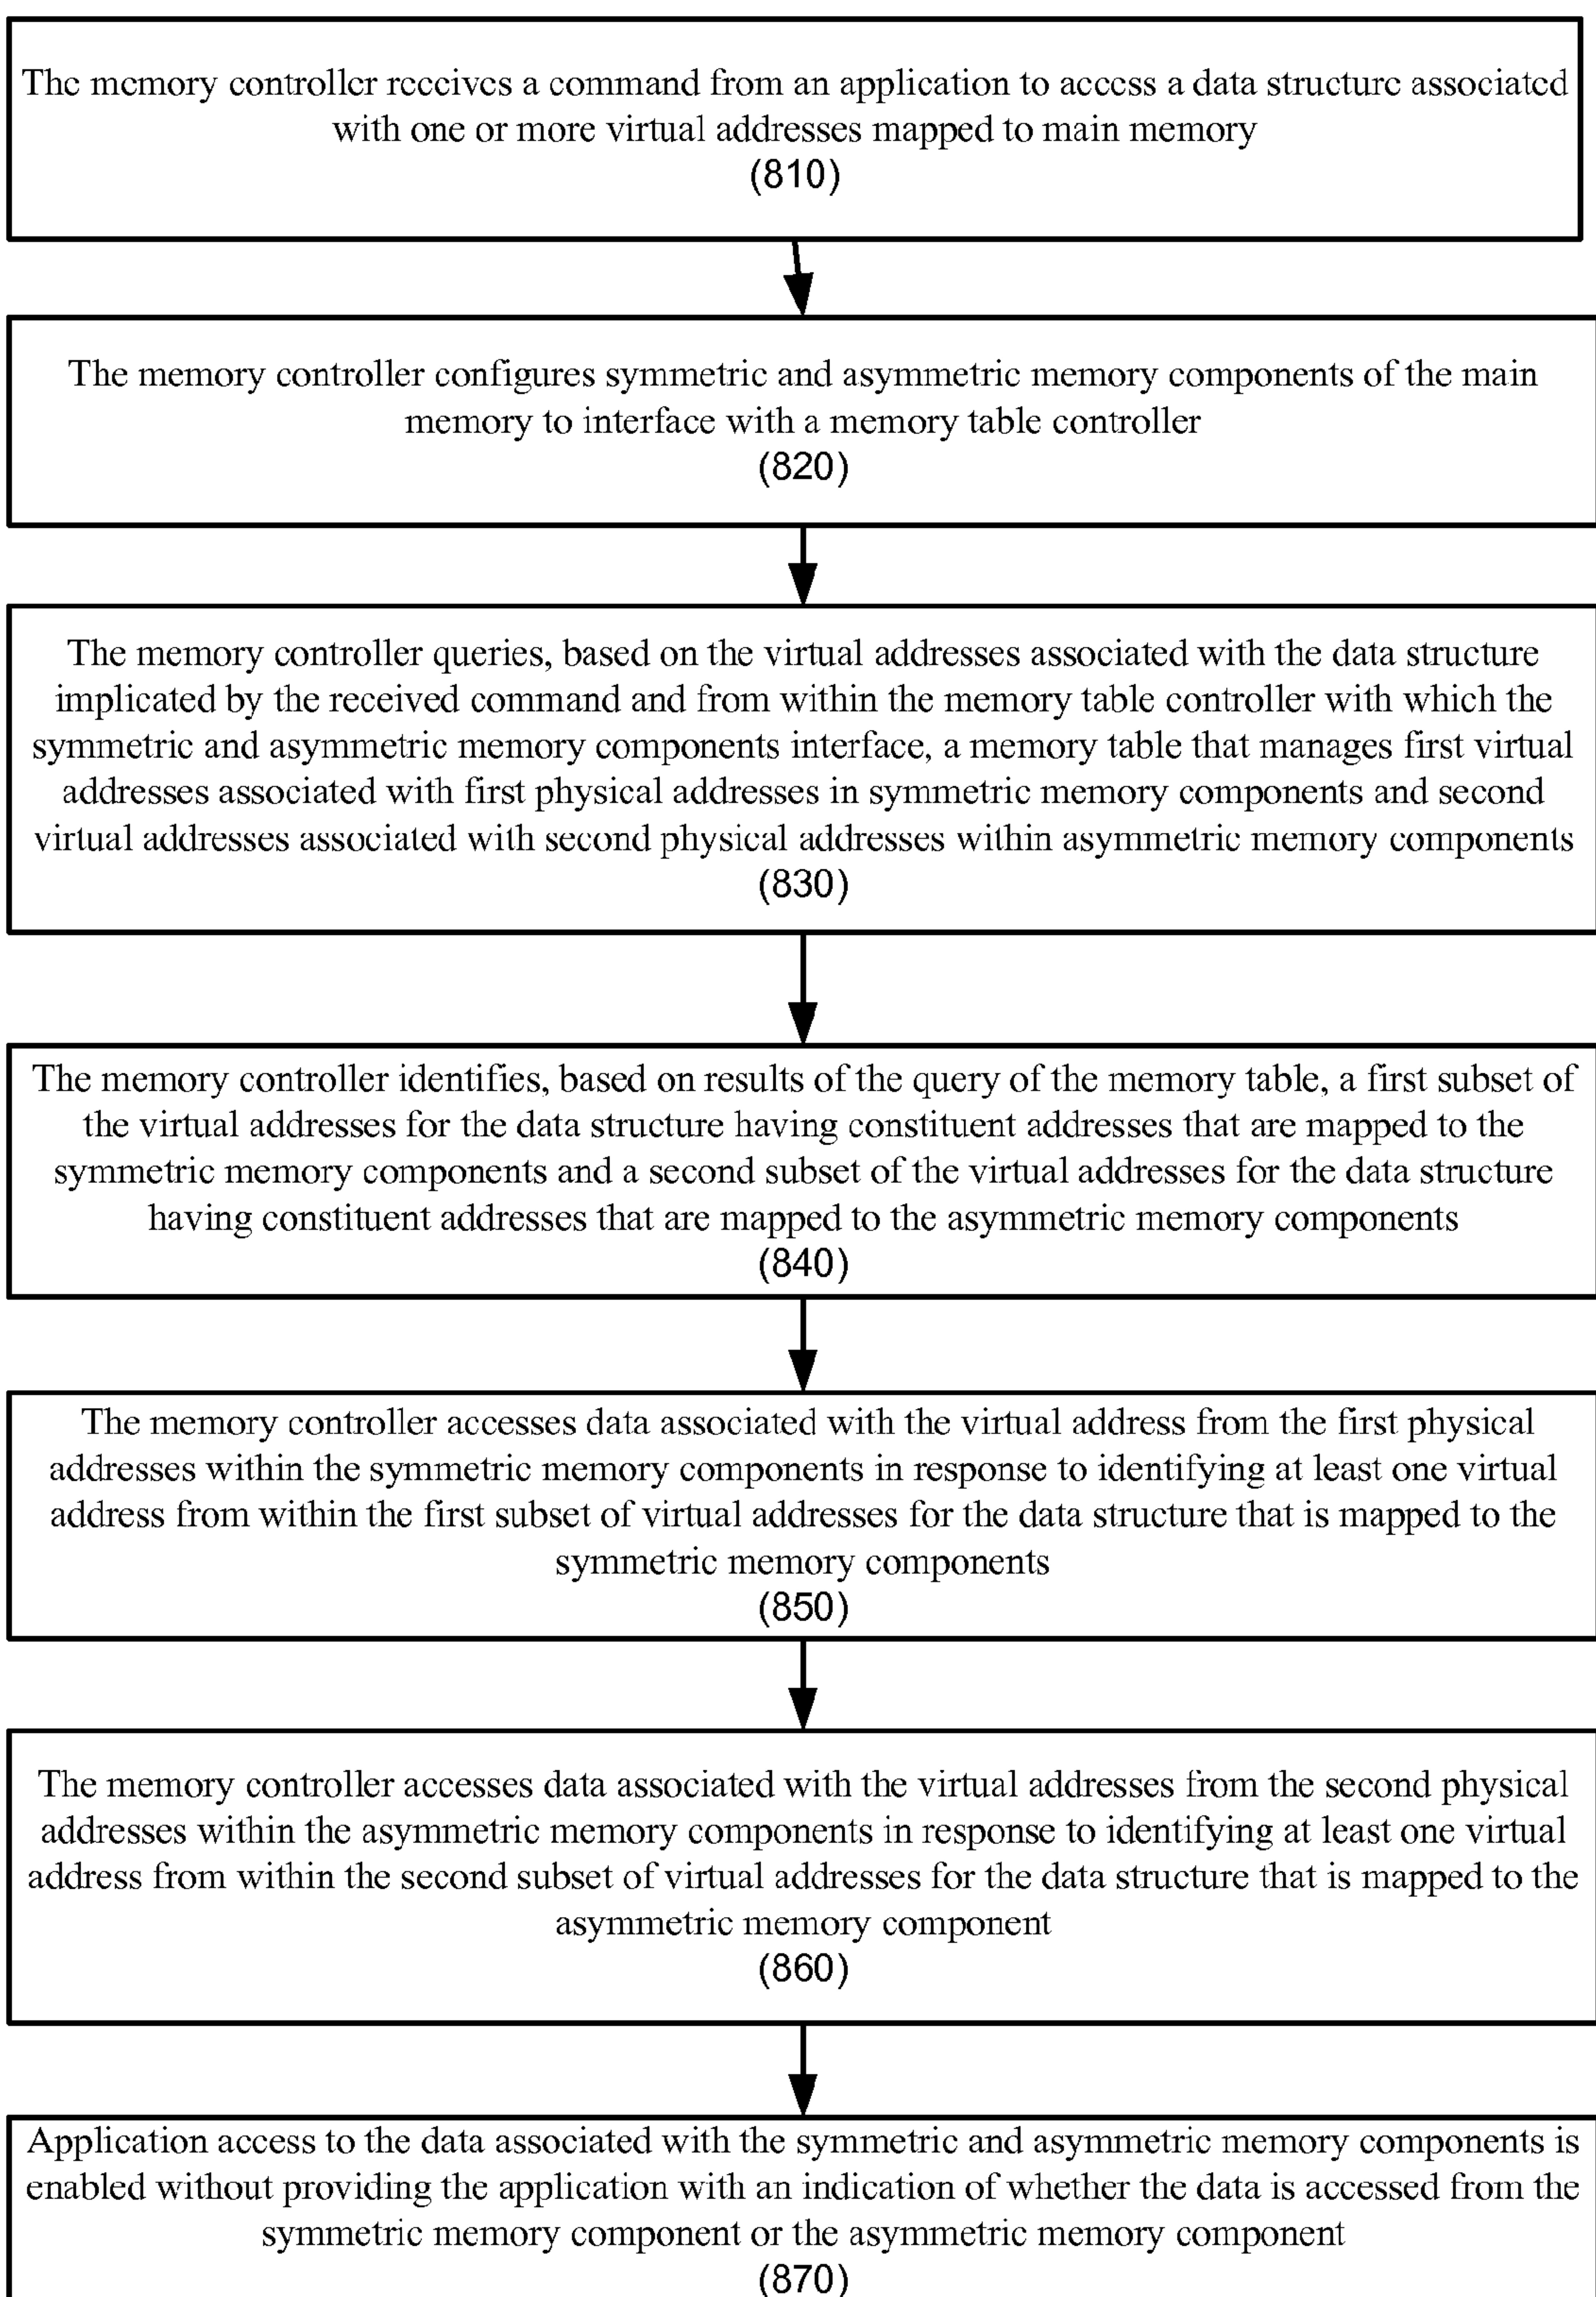 The memory controller receives a command from an application to access a data structure associated
with one or more virtual addresses mapped to main memory
(810)
The memory controller configures symmetric and asymmetric memory components of the main
memory to interface with a memory table controller
(820)
The memory controller queries, based on the virtual addresses associated with the data structure
implicated by the received command and from within the memory table controller with which the
symmetric and asymmetric memory components interface, a memory table that manages first virtual
addresses associated with first physical addresses in symmetric memory components and second
virtual addresses associated with second physical addresses within asymmetric memory components
(830)
The memory controller identifies, based on results of the query of the memory table, a first subset of
the virtual addresses for the data structure having constituent addresses that are mapped to the
symmetric memory components and a second subset of the virtual addresses for the data structure
having constituent addresses that are mapped to the asymmetric memory components
(840)
The memory controller accesses data associated with the virtual address from the first physical
addresses within the symmetric memory components in response to identifying at least one virtual
address from within the first subset of virtual addresses for the data structure that is mapped to the
symmetric memory components
(850)
The memory controller accesses data associated with the virtual addresses from the second physical
addresses within the asymmetric memory components in response to identifying at least one virtual
address from within the second subset of virtual addresses for the data structure that is mapped to the
asymmetric memory component
(860)
Application access to the data associated with the symmetric and asymmetric memory components is
enabled without providing the application with an indication of whether the data is accessed from the
symmetric memory component or the asymmetric memory component
(870)